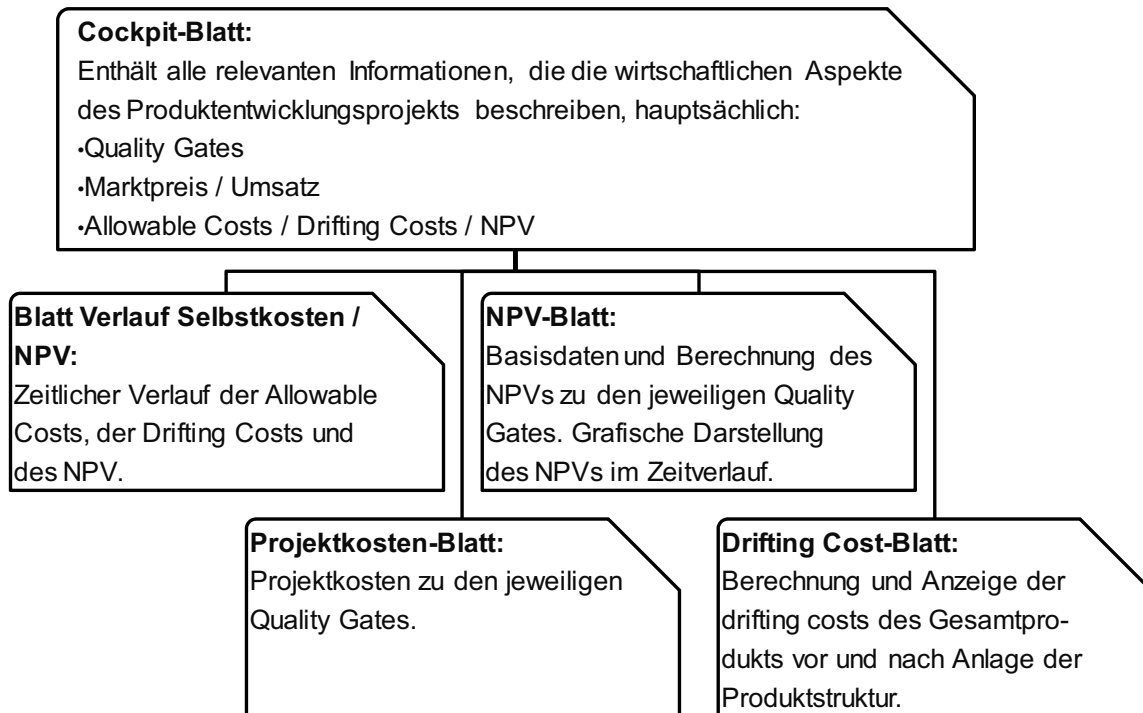 Cockpit-Blatt:
Enthält alle relevanten Informationen, die die wirtschaftlichen Aspekte
des Produktentwicklungsprojekts beschreiben, hauptsächlich:
•Quality Gates
•Marktpreis / Umsatz
•Allowable Costs / Drifting Costs / NPV
Blatt Verlauf Selbstkosten /
NPV:
Zeitlicher Verlauf der Allowable
Costs, der Drifting Costs und
des NPV.
NPV-Blatt:
Basisdaten und Berechnung des
NPVs zu den jeweiligen Quality
Gates. Grafische Darstellung
des NPVs im Zeitverlauf.
Projektkosten-Blatt:
Projektkosten zu den jeweiligen
Quality Gates.
Drifting Cost-Blatt:
Berechnung und Anzeige der
drifting costs des Gesamtpro-
dukts vor und nach Anlage der
Produktstruktur.